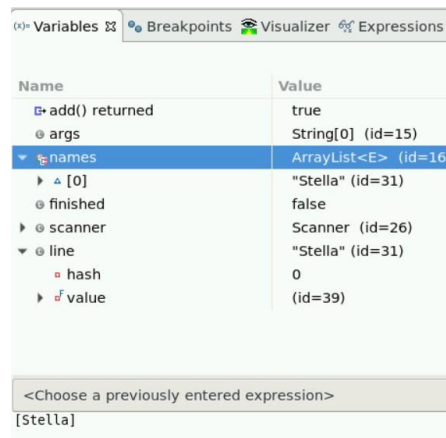 (x)= Variables Breakpoints Visualizer Expressions
Name Value
add() returned true
args String[0] (id=15)
names ArrayList<E> (id=16
[0] "Stella" (id=31)
finished false
scanner Scanner (id=26)
line "Stella" (id=31)
hash 0
F value (id=39)
<Choose a previously entered expression>
[Stella]